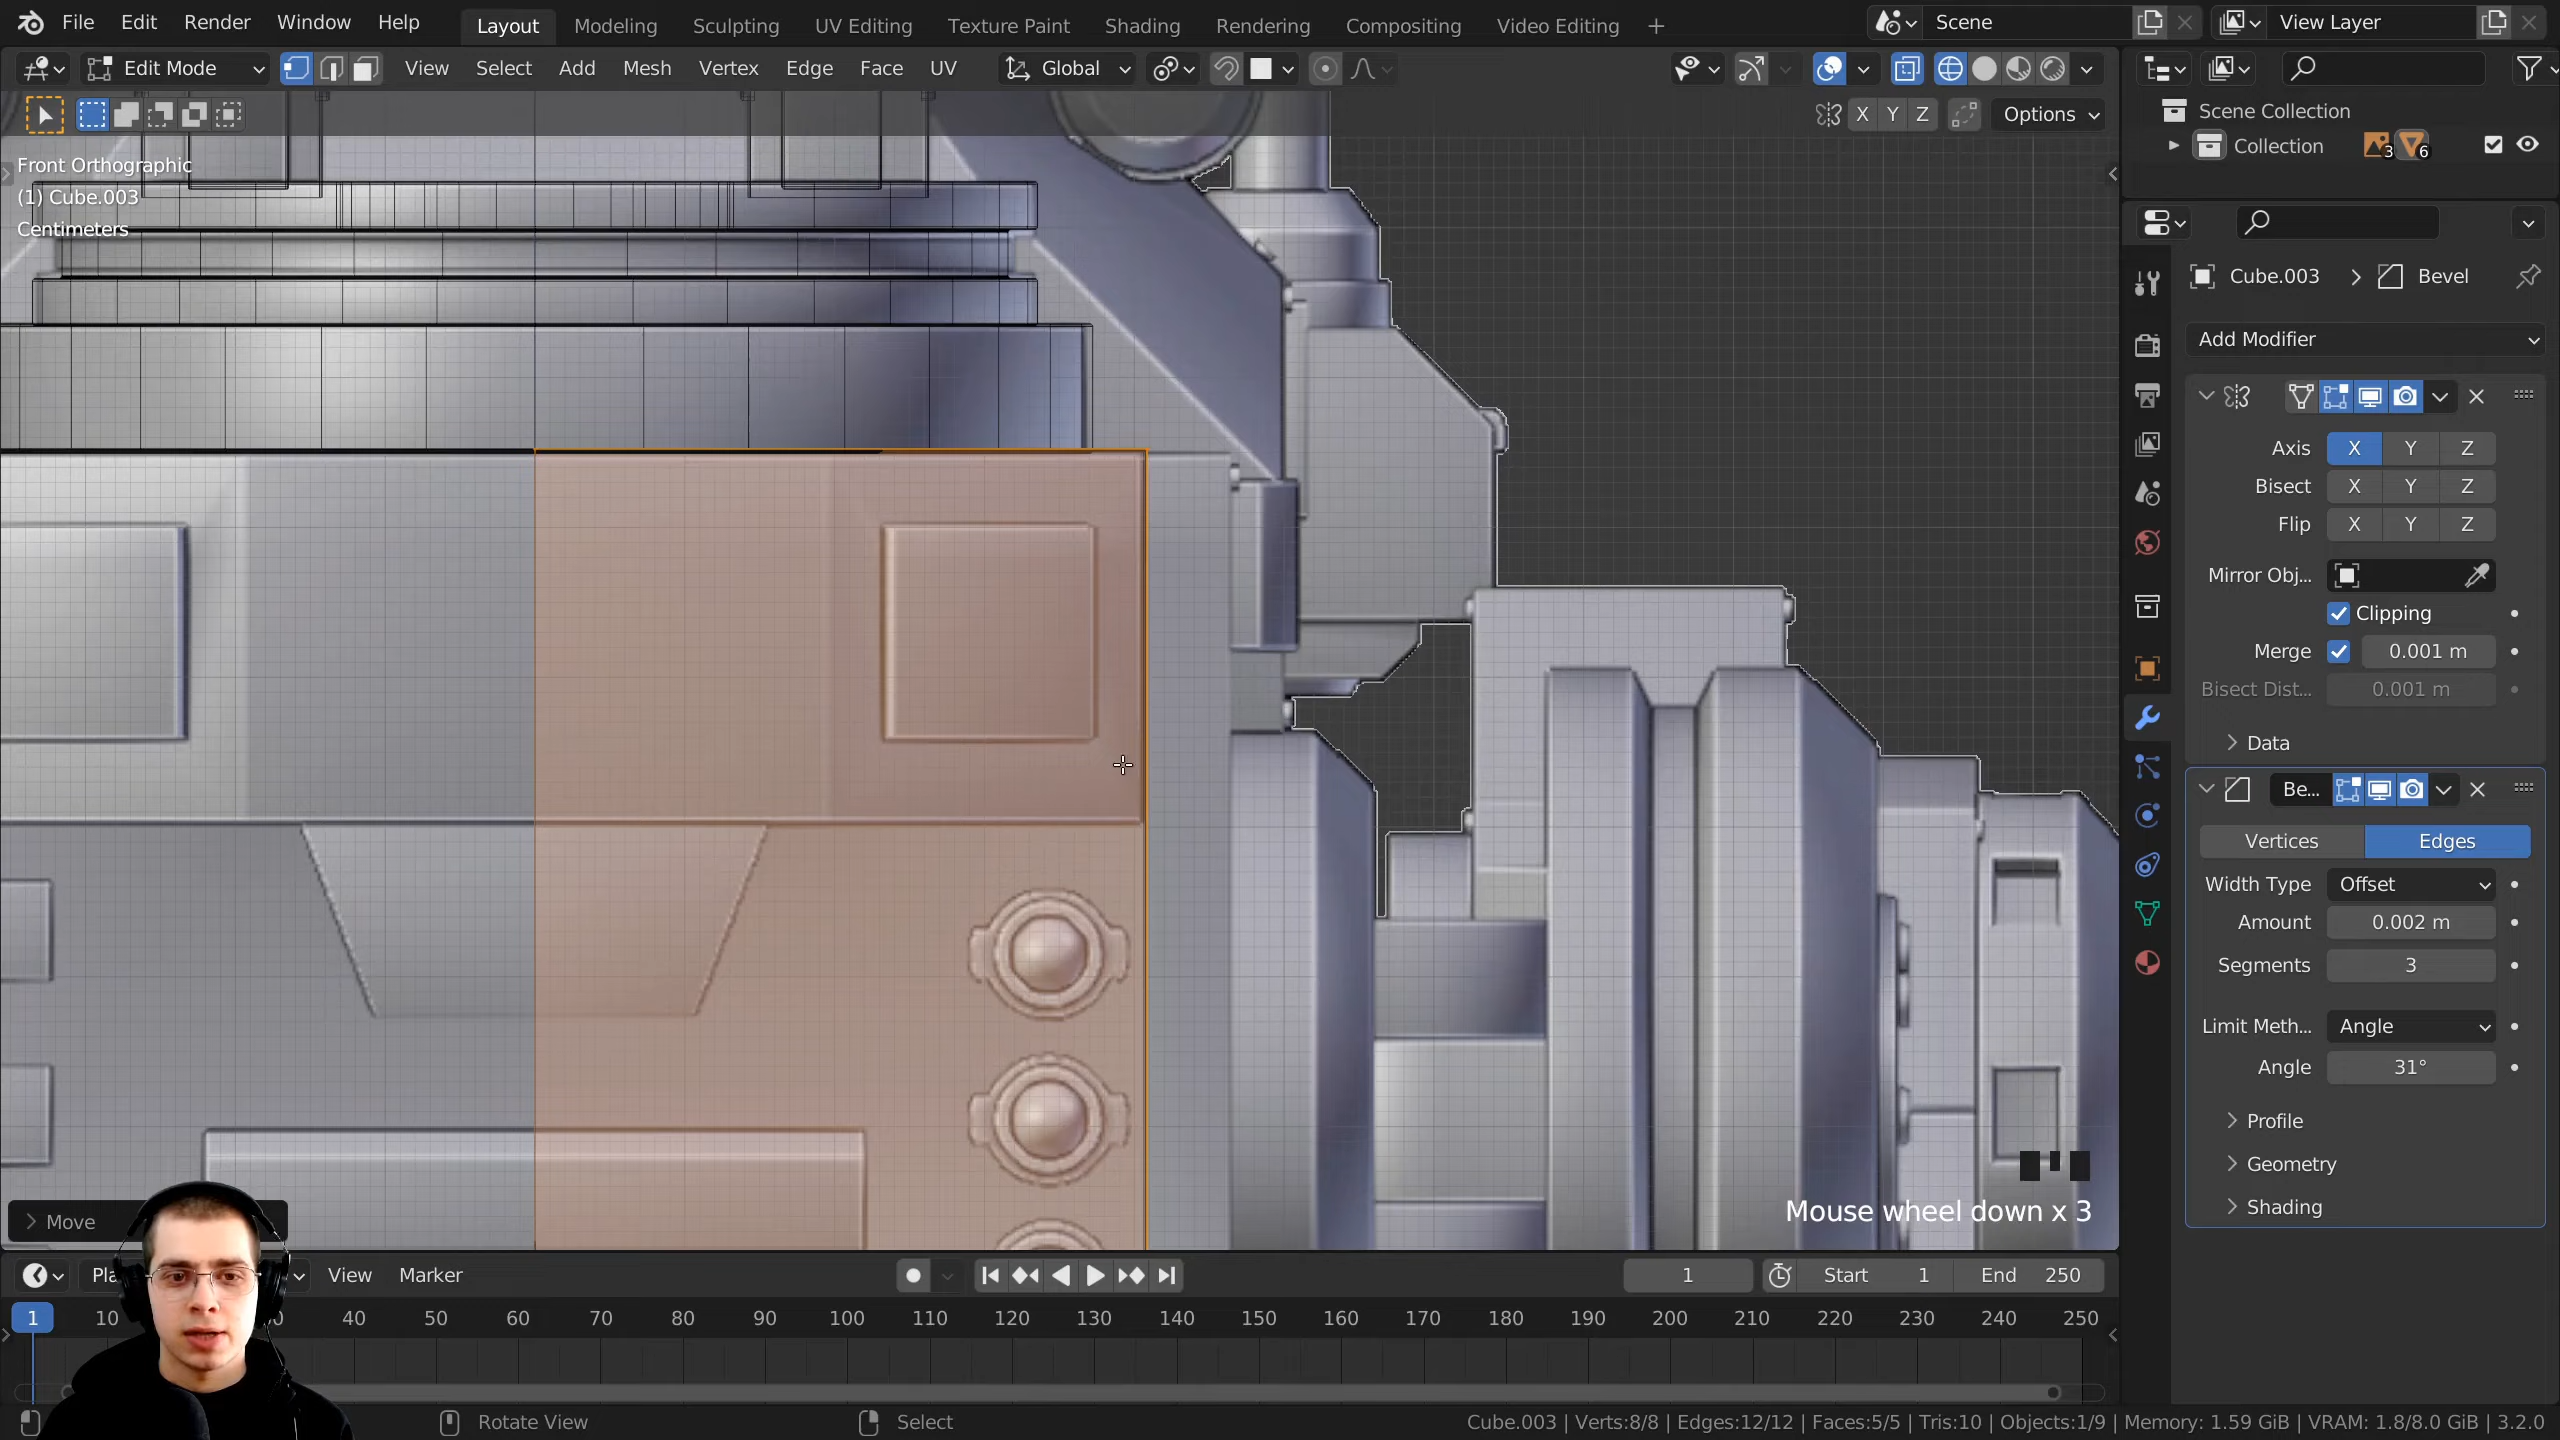 File Edit Render Window Help Layout Modeling Sculpting UV Editing Texture Paint Shading Rendering Compositing Video Editing + Scene View Layer
Edit Mode View Select Add Mesh Vertex Edge Face UV Global
X Y Z Options
Front Orthographic
(1) Cube.003
Centimeters
Scene Collection
Collection 3 6
Cube.003 > Bevel
Add Modifier
Axis X Y Z
Bisect X Y Z
Flip X Y Z
Mirror Obj...
Clipping
Merge 0.001 m
Bisect Dist... 0.001 m
Data
Be...
Vertices Edges
Width Type Offset
Amount 0.002 m
Segments 3
Limit Meth... Angle
Angle 31°
Profile
Geometry
Shading
Mouse wheel down x 3
Move
View Marker 1 Start 1 End 250
1 10 40 50 60 70 80 90 100 110 120 130 140 150 160 170 180 190 200 210 220 230 240 250
Rotate View Select Cube.003 | Verts:8/8 | Edges:12/12 | Faces:5/5 | Tris:10 | Objects:1/9 | Memory: 1.59 GiB | VRAM: 1.8/8.0 GiB | 3.2.0